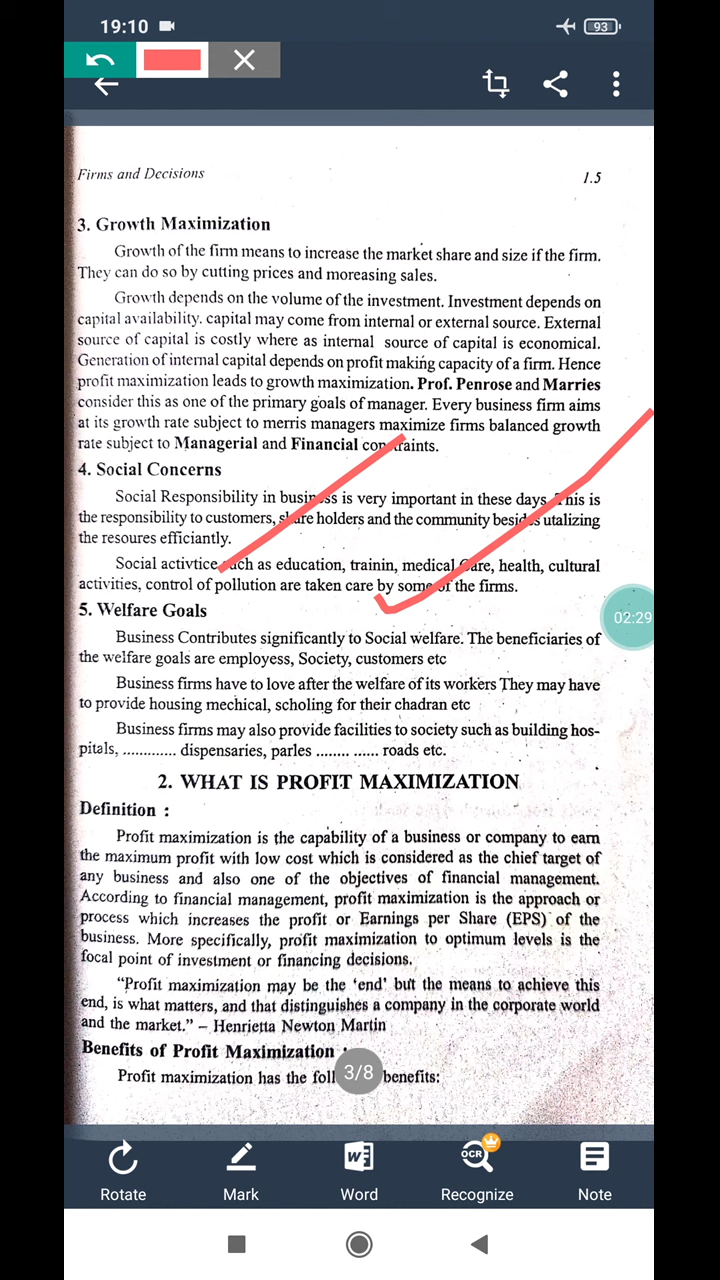 19:10
93
Firms and Decisions
1.5
3. Growth Maximization
Growth of the firm means to increase the market share and size if the firm.
They can do so by cutting prices and moreasing sales.
Growth depends on the volume of the investment. Investment depends on
capital availability. capital may come from internal or external source. External
source of capital is costly where as internal source of capital is economical.
Generation of internal capital depends on profit making capacity of a firm. Hence
profit maximization leads to growth maximization. Prof. Penrose and Marries
consider this as one of the primary goals of manager. Every business firm aims
at its growth rate subject to merris managers maximize firms balanced growth
rate subject to Managerial and Financial constraints.
4. Social Concerns
Social Responsibility in business is very important in these days. This is
the responsibility to customers, share holders and the community besides utalizing
the resoures efficiantly.
Social activtice such as education, trainin, medical Care, health, cultural
activities, control of pollution are taken care by some of the firms.
5. Welfare Goals
02:29
Business Contributes significantly to Social welfare. The beneficiaries of
the welfare goals are employess, Society, customers etc
Business firms have to love after the welfare of its workers They may have
to provide housing mechical, scholing for their chadran etc
Business firms may also provide facilities to society such as building hos-
pitals, ............. dispensaries, parles ........ ...... roads etc.
2. WHAT IS PROFIT MAXIMIZATION
Definition :
Profit maximization is the capability of a business or company to earn
the maximum profit with low cost which is considered as the chief target of
any business and also one of the objectives of financial management.
According to financial management, profit maximization is the approach or
process which increases the profit or Earnings per Share (EPS) of the
business. More specifically, profit maximization to optimum levels is the
focal point of investment or financing decisions.
“Profit maximization may be the ‘end’ but the means to achieve this
end, is what matters, and that distinguishes a company in the corporate world
and the market.” – Henrietta Newton Martin
Benefits of Profit Maximization :
Profit maximization has the foll benefits:
3/8
W
OCR
Rotate Mark Word Recognize Note